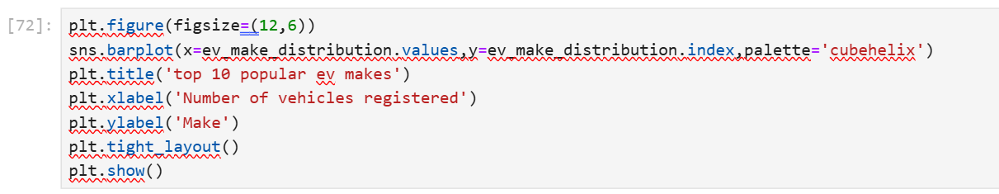 [72]: plt.figure(figsize=(12,6))
sns.barplot(x=ev_make_distribution.values,y=ev_make_distribution.index,palette='cubehelix')
plt.title('top 10 popular ev makes')
plt.xlabel('Number of vehicles registered')
plt.ylabel('Make')
plt.tight_layout()
plt.show()